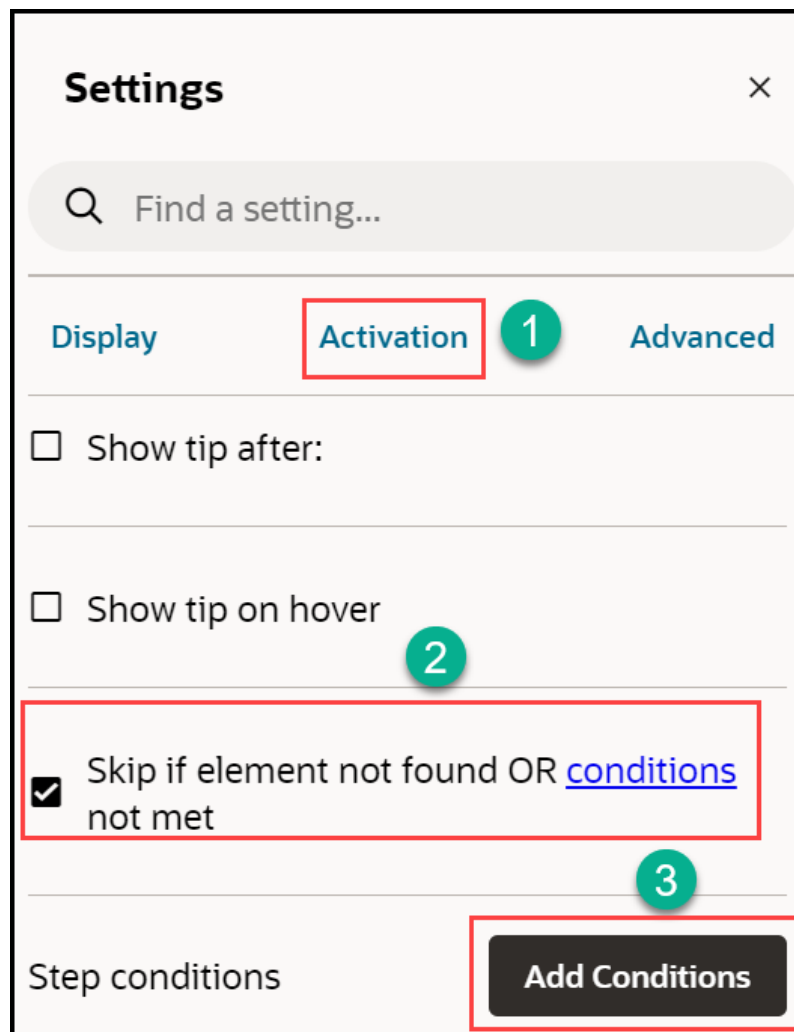 Settings
Find a setting...
Display Activation 1 Advanced
Show tip after:
Show tip on hover
2
Skip if element not found OR conditions
not met
3
Step conditions Add Conditions